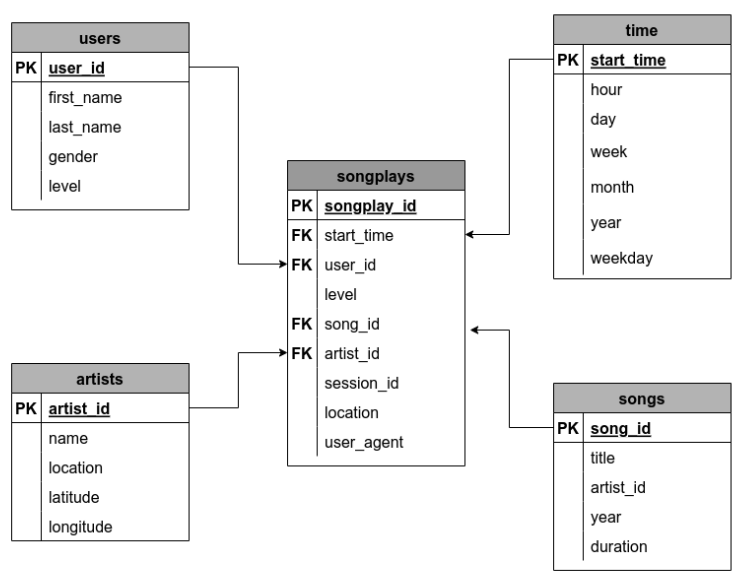 users
PK user_id
first_name
last_name
gender
level
time
PK start_time
hour
day
week
month
year
weekday
songplays
PK songplay_id
FK start_time
FK user_id
level
FK song_id
FK artist_id
session_id
location
user_agent
artists
PK artist_id
name
location
latitude
longitude
songs
PK song_id
title
artist_id
year
duration